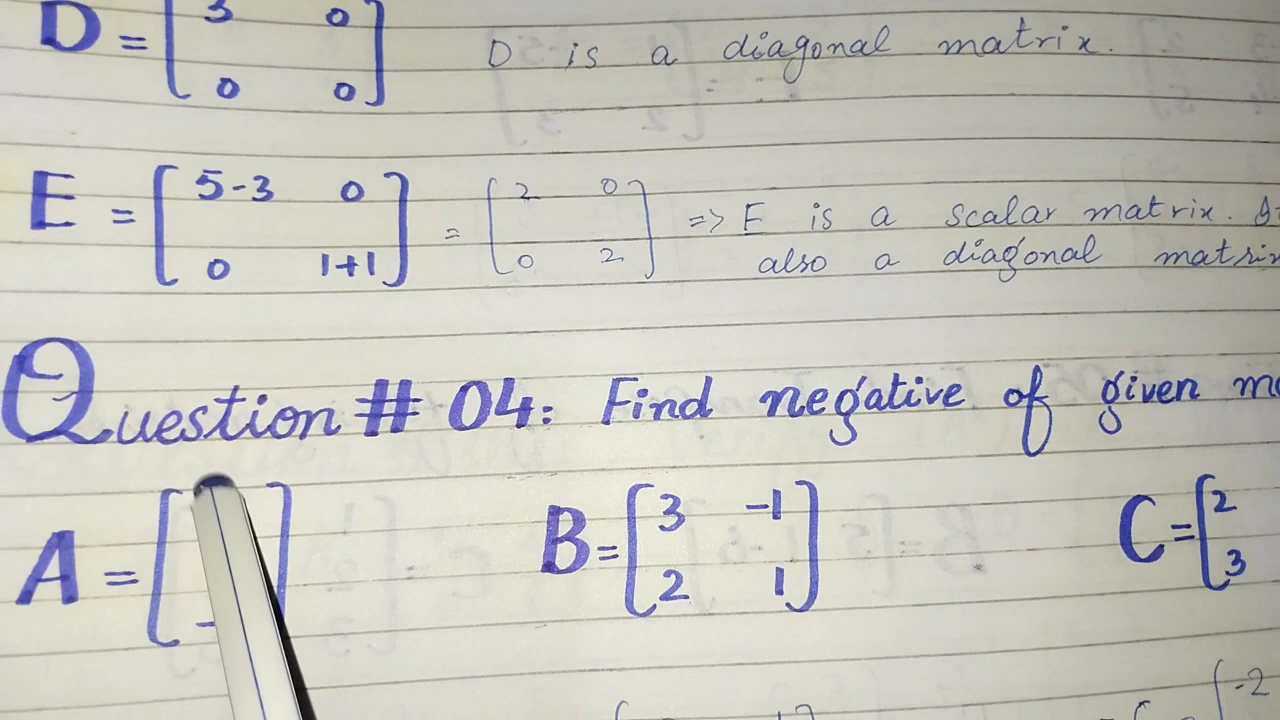 D = [ 3 0
0 0 ] D is a diagonal matrix.
E = [ 5-3 0
0 1+1 ] = [ 2 0
0 2 ] => E is a scalar matrix.
also a diagonal
Question # 04: Find negative of given
A = [ ] B = [ 3 -1
2 1 ] C = [ 2
3
-2